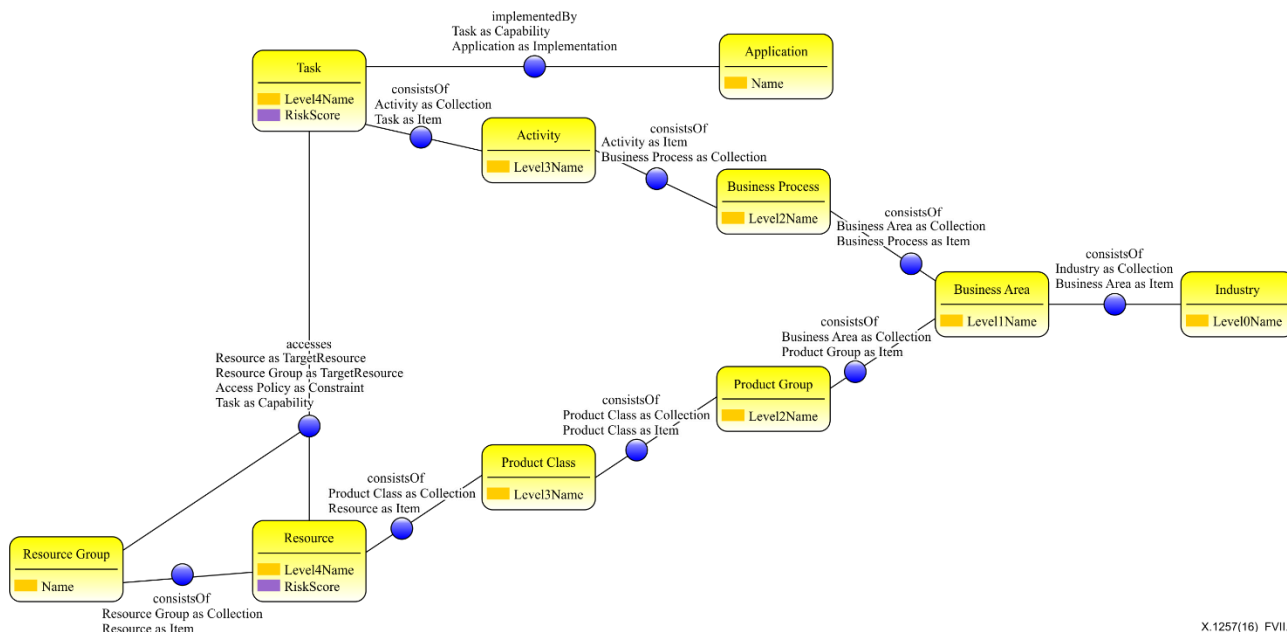 implementedBy
Task as Capability
Application as Implementation
Task
Level4Name
RiskScore
Application
Name
consistsOf
Activity as Collection
Task as Item
Activity
Level3Name
consistsOf
Activity as Item
Business Process as Collection
Business Process
Level2Name
consistsOf
Business Area as Collection
Business Process as Item
Business Area
Level1Name
consistsOf
Industry as Collection
Business Area as Item
Industry
Level0Name
accesses
Resource as TargetResource
Resource Group as TargetResource
Access Policy as Constraint
Task as Capability
consistsOf
Business Area as Collection
Product Group as Item
Product Group
Level2Name
consistsOf
Product Class as Collection
Product Class as Item
Product Class
Level3Name
consistsOf
Product Class as Collection
Resource as Item
Resource
Level4Name
RiskScore
Resource Group
Name
consistsOf
Resource Group as Collection
Resource as Item
X.1257(16)_FVII.